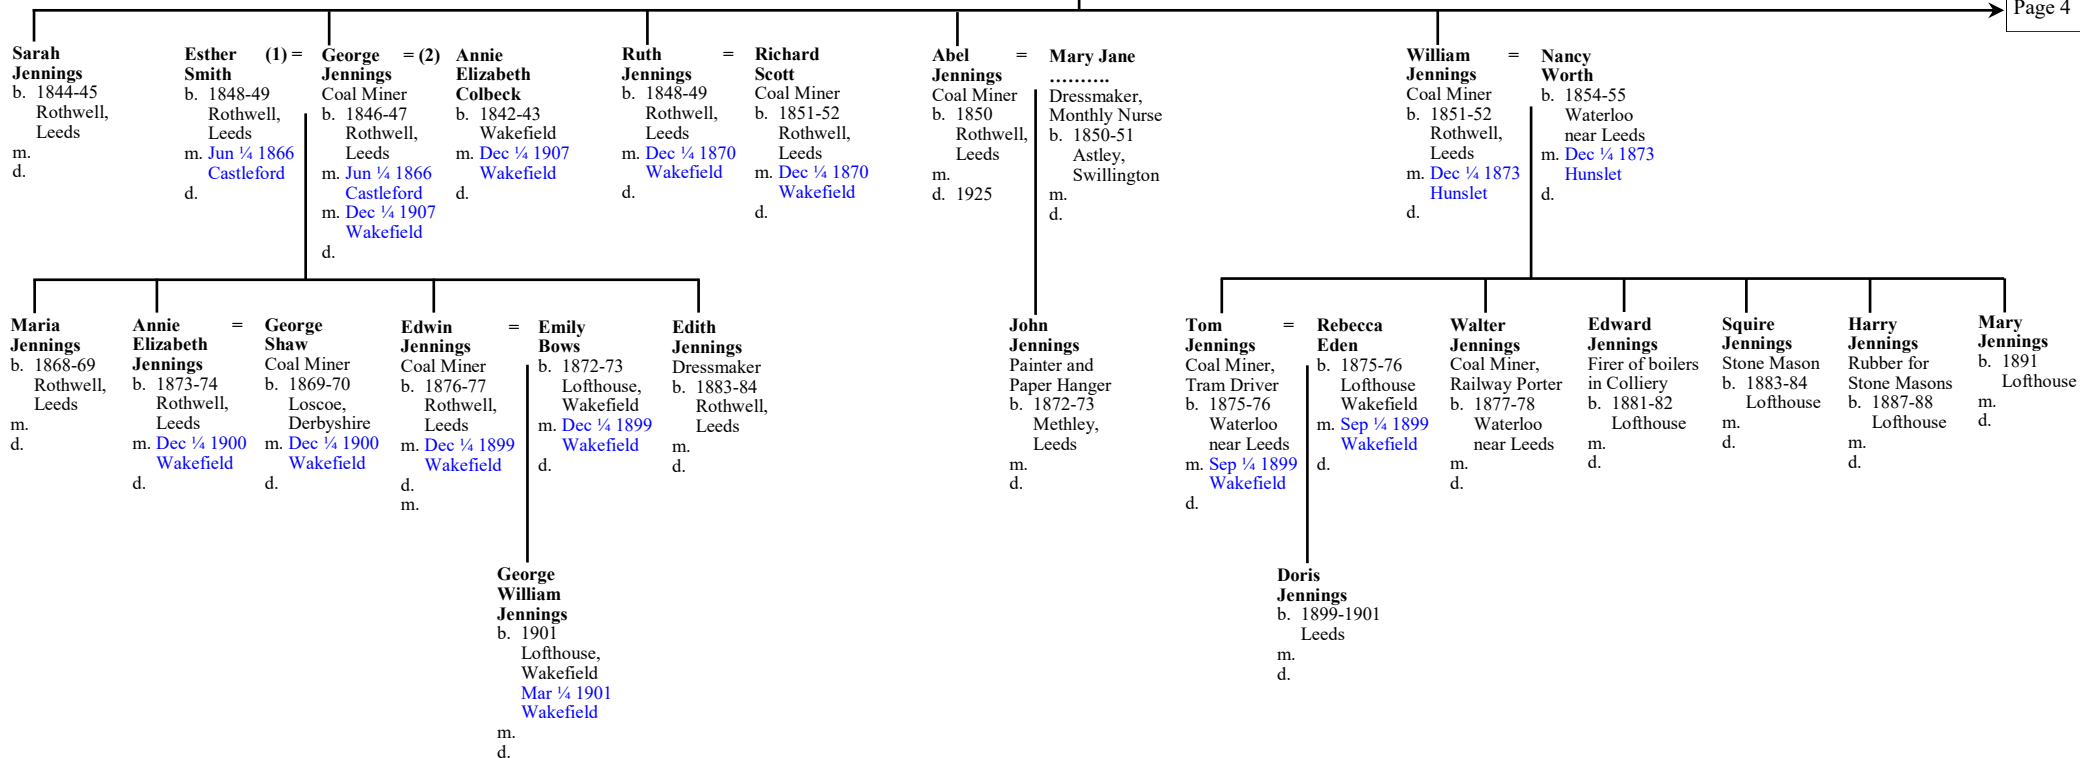 Page 4
Sarah
Jennings
b. 1844-45
Rothwell,
Leeds
m.
d.
Esther (1) =
Smith
b. 1848-49
Rothwell,
Leeds
m. Jun ¼ 1866
Castleford
d.
George = (2)
Jennings
Coal Miner
b. 1846-47
Rothwell,
Leeds
m. Jun ¼ 1866
Castleford
m. Dec ¼ 1907
Wakefield
d.
Annie
Elizabeth
Colbeck
b. 1842-43
Wakefield
m. Dec ¼ 1907
Wakefield
d.
Ruth =
Jennings
b. 1848-49
Rothwell,
Leeds
m. Dec ¼ 1870
Wakefield
d.
Richard
Scott
Coal Miner
b. 1851-52
Rothwell,
Leeds
m. Dec ¼ 1870
Wakefield
d.
Abel =
Jennings
Coal Miner
b. 1850
Rothwell,
Leeds
m.
d. 1925
Mary Jane
……….
Dressmaker,
Monthly Nurse
b. 1850-51
Astley,
Swillington
m.
d.
William =
Jennings
Coal Miner
b. 1851-52
Rothwell,
Leeds
m. Dec ¼ 1873
Hunslet
d.
Nancy
Worth
b. 1854-55
Waterloo
near Leeds
m. Dec ¼ 1873
Hunslet
d.
Maria
Jennings
b. 1868-69
Rothwell,
Leeds
m.
d.
Annie =
Elizabeth
Jennings
b. 1873-74
Rothwell,
Leeds
m. Dec ¼ 1900
Wakefield
d.
George
Shaw
Coal Miner
b. 1869-70
Loscoe,
Derbyshire
m. Dec ¼ 1900
Wakefield
d.
Edwin =
Jennings
Coal Miner
b. 1876-77
Rothwell,
Leeds
m. Dec ¼ 1899
Wakefield
d.
m.
Emily
Bows
b. 1872-73
Lofthouse,
Wakefield
m. Dec ¼ 1899
Wakefield
d.
Edith
Jennings
Dressmaker
b. 1883-84
Rothwell,
Leeds
m.
d.
John
Jennings
Painter and
Paper Hanger
b. 1872-73
Methley,
Leeds
m.
d.
Tom =
Jennings
Coal Miner,
Tram Driver
b. 1875-76
Waterloo
near Leeds
m. Sep ¼ 1899
Wakefield
d.
Rebecca
Eden
b. 1875-76
Lofthouse
Wakefield
m. Sep ¼ 1899
Wakefield
d.
Walter
Jennings
Coal Miner,
Railway Porter
b. 1877-78
Waterloo
near Leeds
m.
d.
Edward
Jennings
Firer of boilers
in Colliery
b. 1881-82
Lofthouse
m.
d.
Squire
Jennings
Stone Mason
b. 1883-84
Lofthouse
m.
d.
Harry
Jennings
Rubber for
Stone Masons
b. 1887-88
Lofthouse
m.
d.
Mary
Jennings
b. 1891
Lofthouse
m.
d.
George
William
Jennings
b. 1901
Lofthouse,
Wakefield
Mar ¼ 1901
Wakefield
m.
d.
Doris
Jennings
b. 1899-1901
Leeds
m.
d.